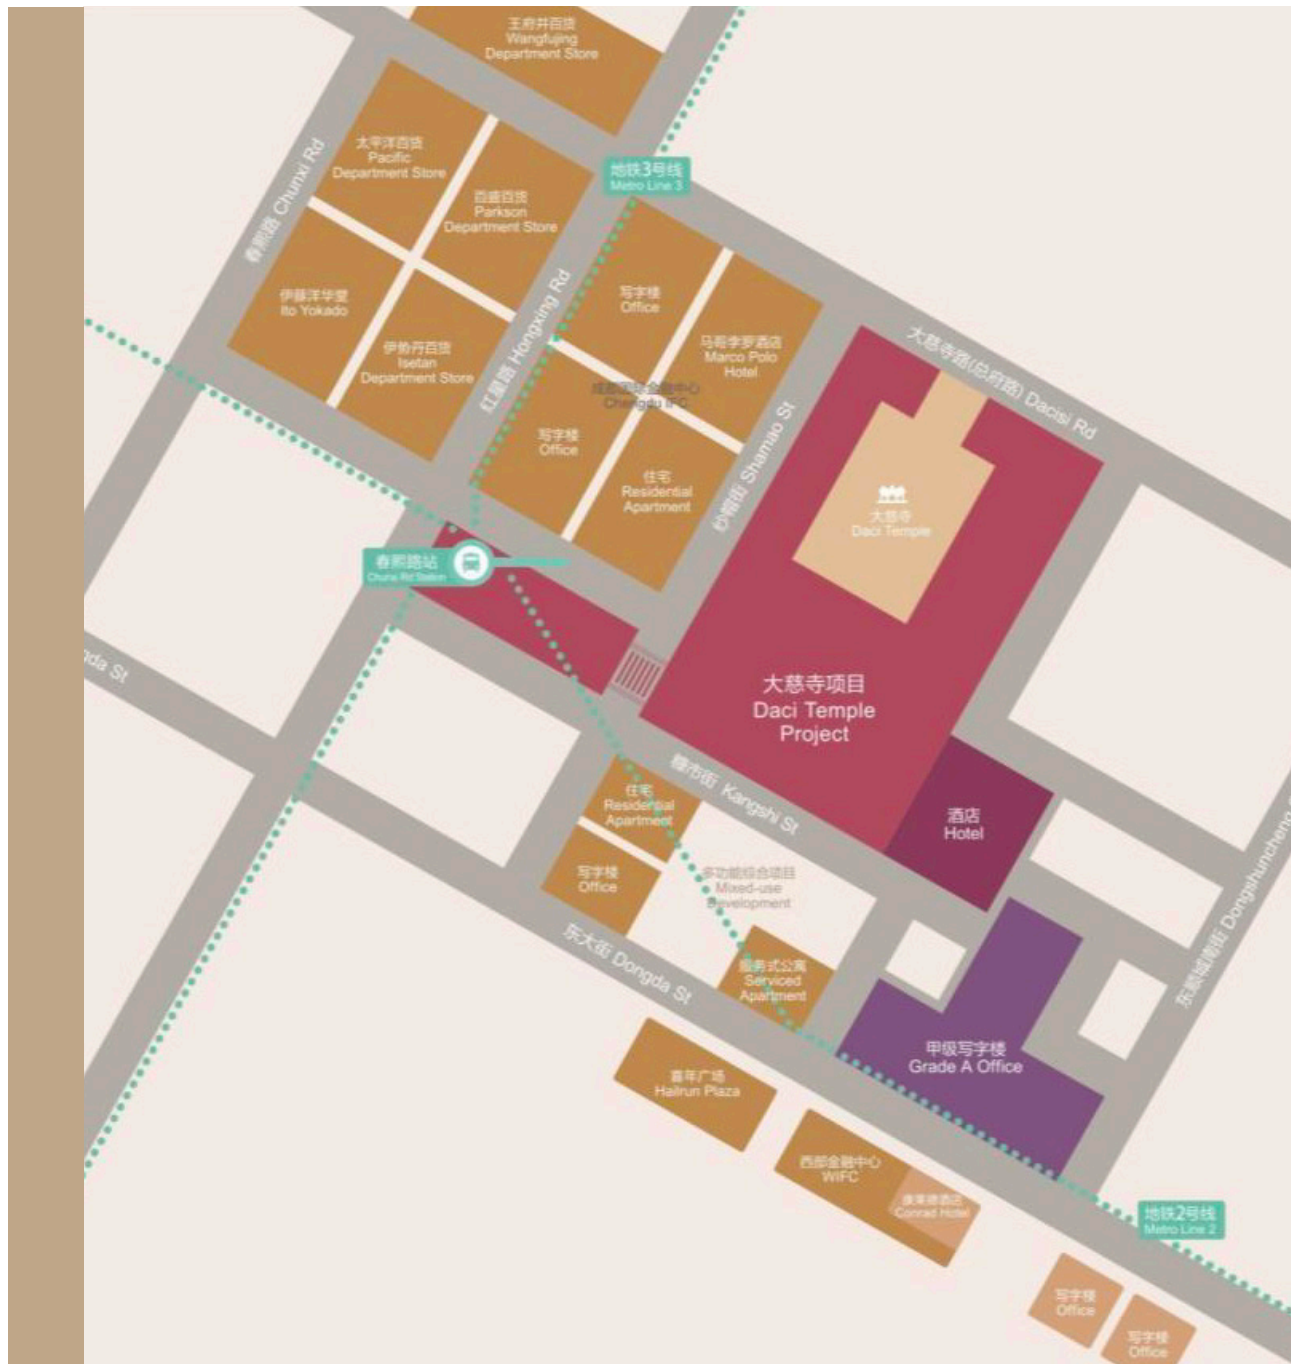 王府井百货
Wangfujing
Department Store
太平洋百货
Pacific
Department Store
百盛百货
Parkson
Department Store
地铁3号线
Metro Line 3
春熙路 Chunxi Rd
伊藤洋华堂
Ito Yokado
伊势丹百货
Isetan
Department Store
红星路 Hongxing Rd
写字楼
Office
马哥孛罗酒店
Marco Polo
Hotel
成都国际金融中心
Chengdu IFC
写字楼
Office
住宅
Residential
Apartment
纱帽街 Shamao St
大慈寺路(总府路) Dacisi Rd
大慈寺
Daci Temple
春熙路站
Chunxi Rd Station
大慈寺项目
Daci Temple
Project
gda St
糠市街 Kangshi St
住宅
Residential
Apartment
写字楼
Office
多功能综合项目
Mixed-use
Development
酒店
Hotel
东大街 Dongda St
服务式公寓
Serviced
Apartment
东顺城南街 Dongshuncheng
甲级写字楼
Grade A Office
喜年广场
Hailrun Plaza
西部金融中心
WIFC
康莱德酒店
Conrad Hotel
地铁2号线
Metro Line 2
写字楼
Office
写字楼
Office